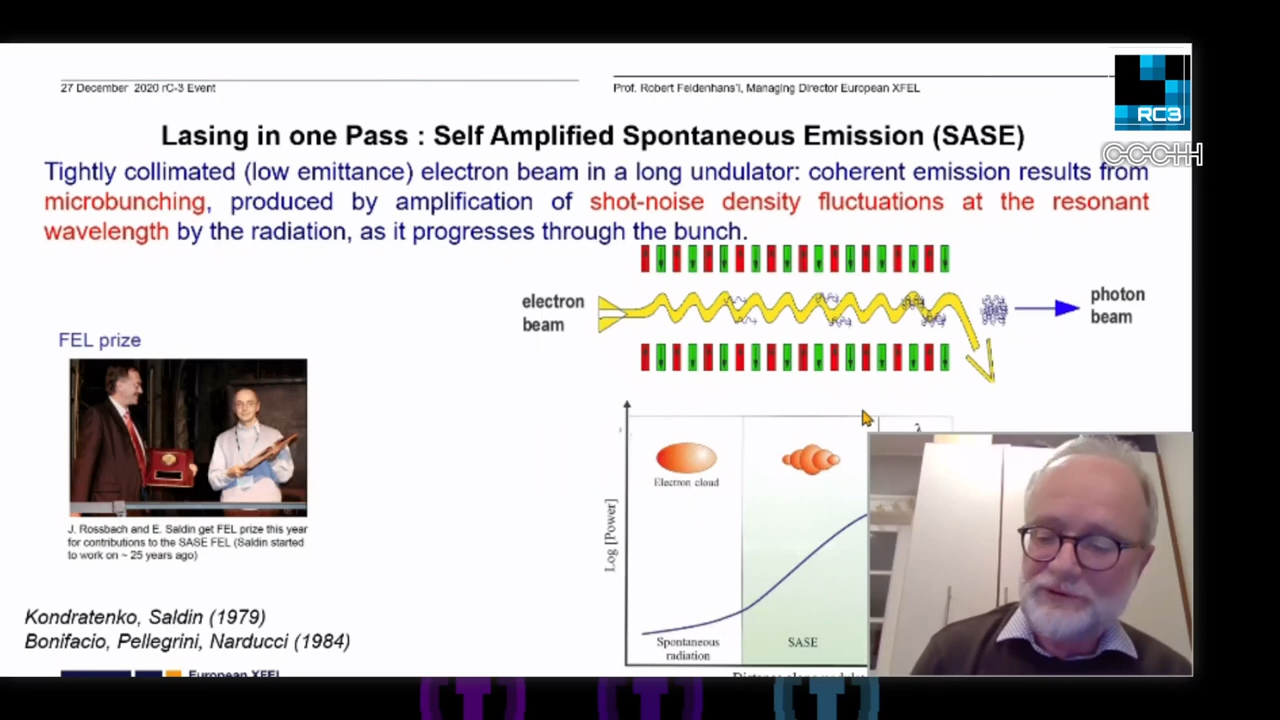 27 December 2020 rC-3 Event
Prof. Robert Feidenhans'l, Managing Director European XFEL
RC3
CCCHH
Lasing in one Pass : Self Amplified Spontaneous Emission (SASE)
Tightly collimated (low emittance) electron beam in a long undulator: coherent emission results from
microbunching, produced by amplification of shot-noise density fluctuations at the resonant
wavelength by the radiation, as it progresses through the bunch.
electron
beam
photon
beam
FEL prize
J. Rossbach and E. Saldin get FEL prize this year
for contributions to the SASE FEL (Saldin started
to work on ~ 25 years ago)
Kondratenko, Saldin (1979)
Bonifacio, Pellegrini, Narducci (1984)
Electron cloud
λ
Log [Power]
Spontaneous
radiation
SASE
European XFEL